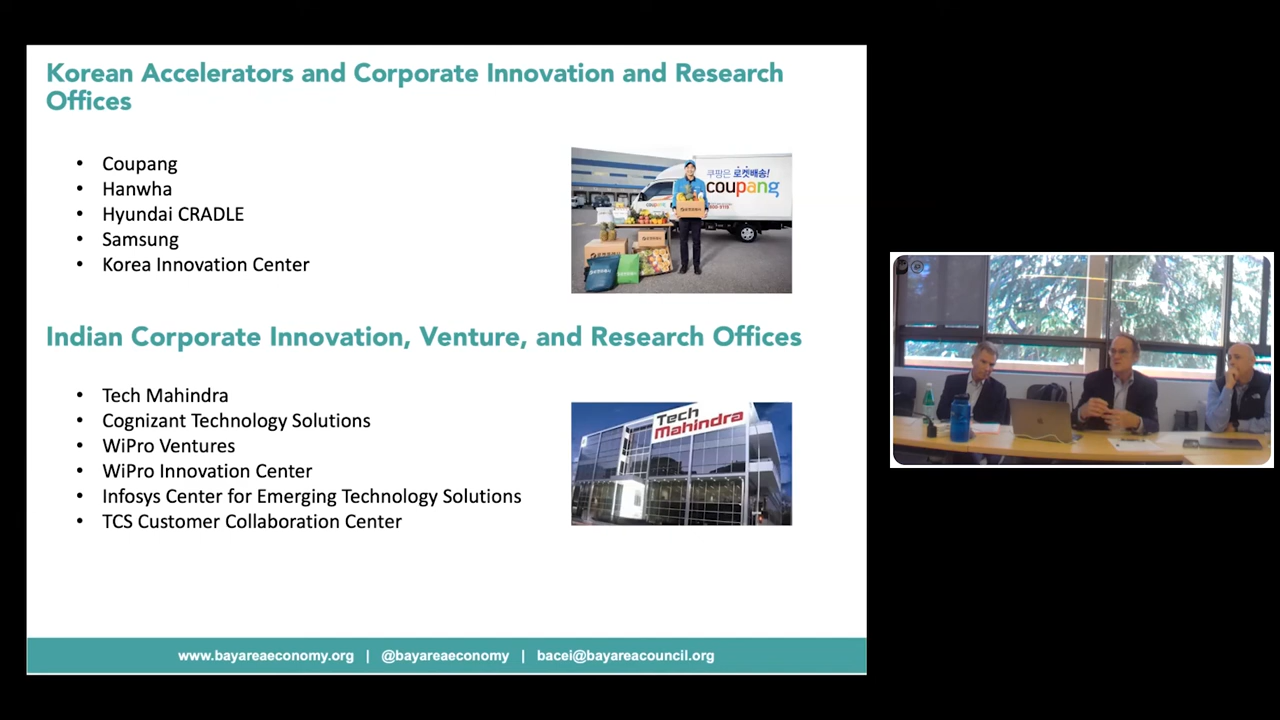 Korean Accelerators and Corporate Innovation and Research
Offices
• Coupang
• Hanwha
• Hyundai CRADLE
• Samsung
• Korea Innovation Center
쿠팡은 로켓배송!
coupang
Indian Corporate Innovation, Venture, and Research Offices
• Tech Mahindra
• Cognizant Technology Solutions
• WiPro Ventures
• WiPro Innovation Center
• Infosys Center for Emerging Technology Solutions
• TCS Customer Collaboration Center
Tech
Mahindra
www.bayareaeconomy.org | @bayareaeconomy | bacei@bayareacouncil.org